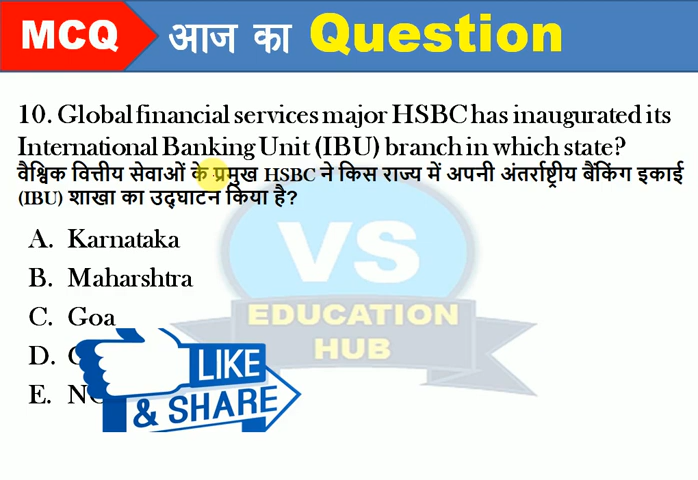 MCQ आज का Question
10. Global financial services major HSBC has inaugurated its
International Banking Unit (IBU) branch in which state?
वैश्विक वित्तीय सेवाओं के प्रमुख HSBC ने किस राज्य में अपनी अंतर्राष्ट्रीय बैंकिंग इकाई
(IBU) शाखा का उद्घाटन किया है?
A. Karnataka
B. Maharshtra
C. Goa
D.
E.
VS
EDUCATION
HUB
LIKE
& SHARE